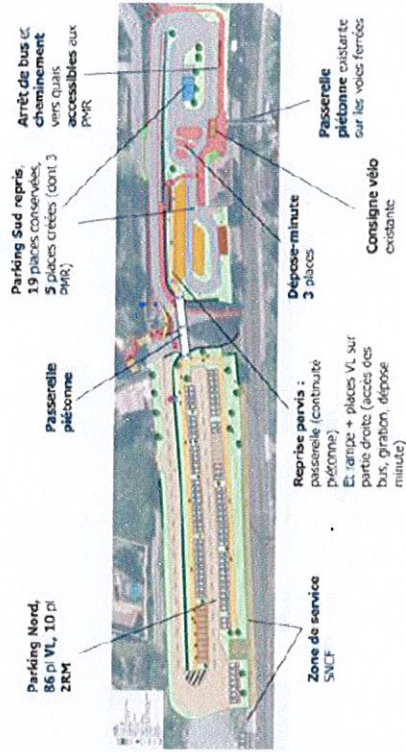 Parking Nord,
86 pl VL, 10 pl
2RM
Passerelle
piétonne
Parking Sud repris,
19 places conservées,
5 places créées (dont 3
PMR)
Arrêt de bus et
cheminement
vers quais
accessibles aux
PMR
Zone de service
SNCF
Reprise parvis :
passerelle (continuité
piétonne)
Et rampe + places VL sur
partie droite (accès des
bus, giration, dépose
minute)
Dépose-minute
3 places
Consigne vélo
existante
Passerelle
piétonne existante
sur les voies ferrées